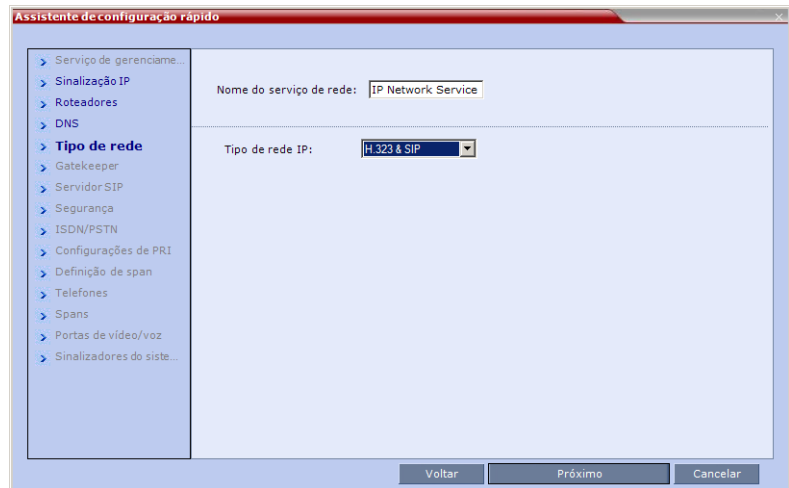 Assistente de configuração rápido
Serviço de gerenciame...
Sinalização IP
Roteadores
DNS
Tipo de rede
Gatekeeper
Servidor SIP
Segurança
ISDN/PSTN
Configurações de PRI
Definição de span
Telefones
Spans
Portas de vídeo/voz
Sinalizadores do siste...
Nome do serviço de rede: IP Network Service
Tipo de rede IP: H.323 & SIP
Voltar Próximo Cancelar